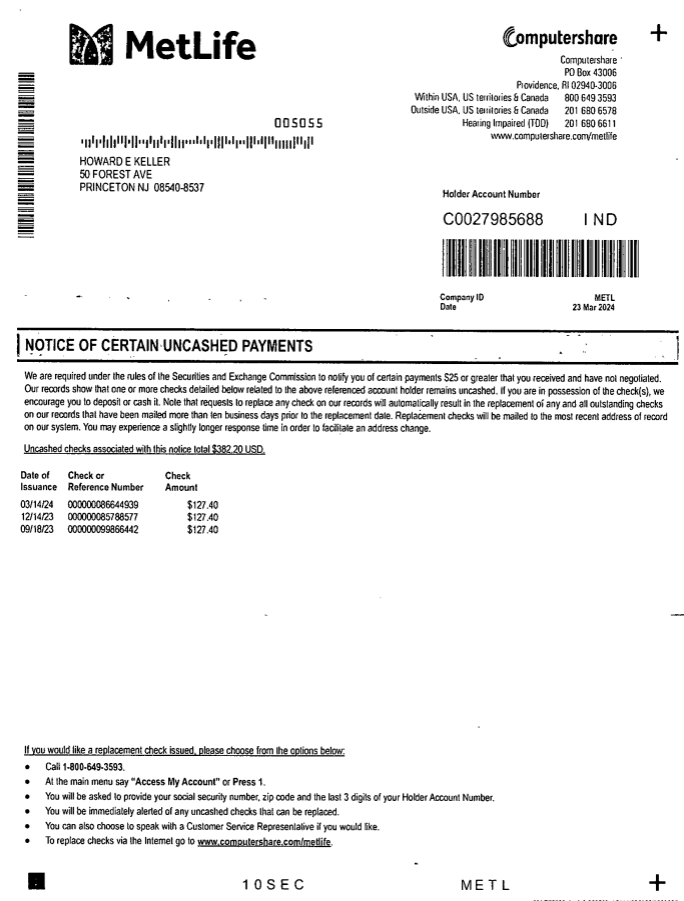 MetLife
Computershare
Computershare
PO Box 43006
Providence, RI 02940-3006
Within USA, US territories & Canada 800 649 3593
Outside USA, US territories & Canada 201 680 6578
Hearing Impaired (TDD) 201 680 6611
www.computershare.com/metlife
005055
HOWARD E KELLER
50 FOREST AVE
PRINCETON NJ 08540-8537
Holder Account Number
C0027985688 IND
Company ID METL
Date 23 Mar 2024
NOTICE OF CERTAIN UNCASHED PAYMENTS
We are required under the rules of the Securities and Exchange Commission to notify you of certain payments $25 or greater that you received and have not negotiated.
Our records show that one or more checks detailed below related to the above referenced account holder remains uncashed. If you are in possession of the check(s), we
encourage you to deposit or cash it. Note that requests to replace any check on our records will automatically result in the replacement of any and all outstanding checks
on our records that have been mailed more than ten business days prior to the replacement date. Replacement checks will be mailed to the most recent address of record
on our system. You may experience a slightly longer response time in order to facilitate an address change.
Uncashed checks associated with this notice total $382.20 USD.
Date of Check or Check
Issuance Reference Number Amount
03/14/24 000000086644939 $127.40
12/14/23 000000085788577 $127.40
09/18/23 000000099866442 $127.40
If you would like a replacement check issued, please choose from the options below:
• Call 1-800-649-3593.
• At the main menu say "Access My Account" or Press 1.
• You will be asked to provide your social security number, zip code and the last 3 digits of your Holder Account Number.
• You will be immediately alerted of any uncashed checks that can be replaced.
• You can also choose to speak with a Customer Service Representative if you would like.
• To replace checks via the Internet go to www.computershare.com/metlife.
10SEC METL